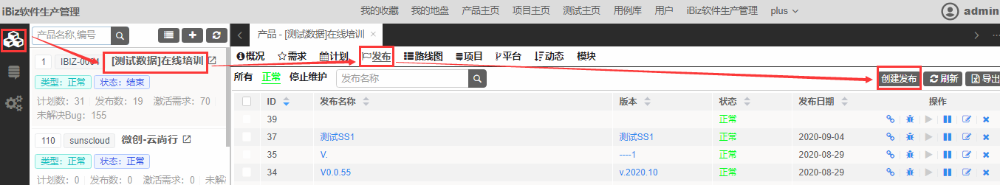 iBiz软件生产管理
我的收藏 我的地盘 产品主页 项目主页 测试主页 用例库 用户 iBiz软件生产管理 plus
admin
产品名称,编号
产品 - [测试数据]在线培训 ×
1 IBIZ-0001 [测试数据]在线培训
类型：正常 状态：结束
计划数：31 发布数：19 激活需求：70
未解决Bug：155
110 sunscloud 微创-云尚行
类型：正常 状态：正常
计划数：0 发布数：0 激活需求：0 未解
概况 需求 计划 发布 路线图 项目 平台 动态 模块
所有 正常 停止维护 发布名称 创建发布 刷新 导出
ID 发布名称 版本 状态 发布日期 操作
39 正常
37 测试SS1 测试SS1 正常 2020-09-04
35 V. ----1 正常 2020-08-29
34 V0.0.55 v.2020.10 正常 2020-08-29